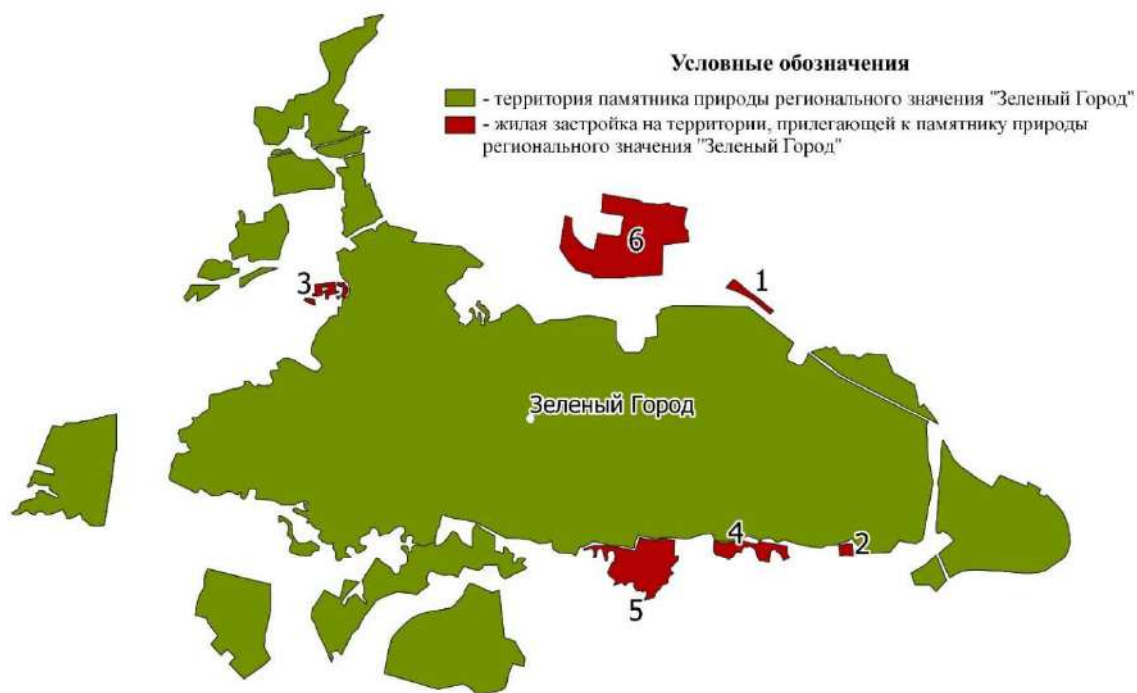 Условные обозначения
- территория памятника природы регионального значения "Зеленый Город"
- жилая застройка на территории, прилегающей к памятнику природы
регионального значения "Зеленый Город"
6
3
1
Зеленый Город
4
2
5